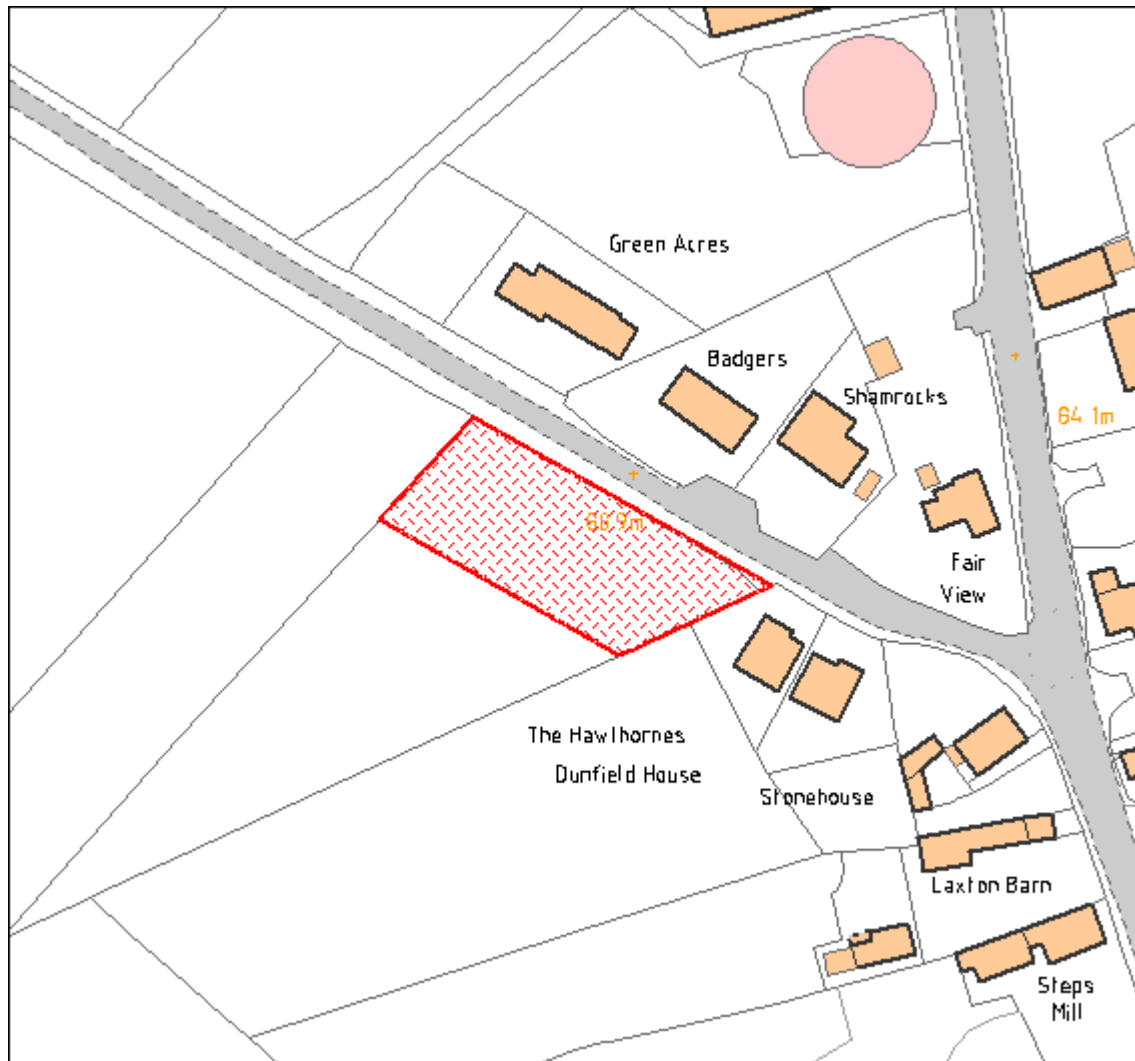 Green Acres
Badgers
Shamrocks
64.1m
66.9m
Fair
View
The Hawthornes
Dunfield House
Stonehouse
Laxton Barn
Steps
Mill